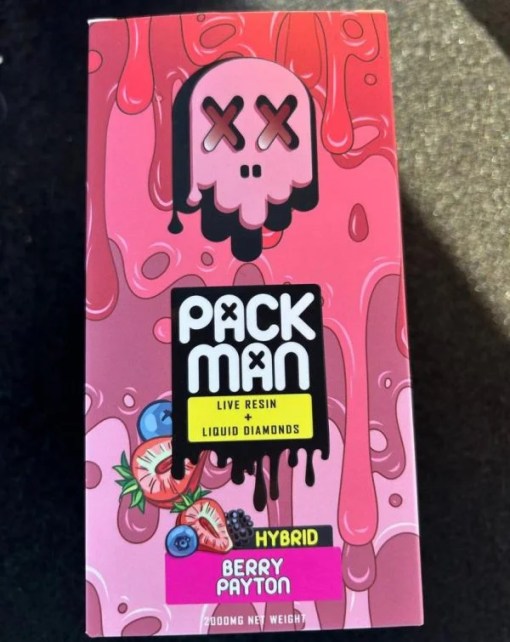 PACK
MAN
LIVE RESIN
+
LIQUID DIAMONDS
HYBRID
BERRY
PAYTON
2000MG NET WEIGHT